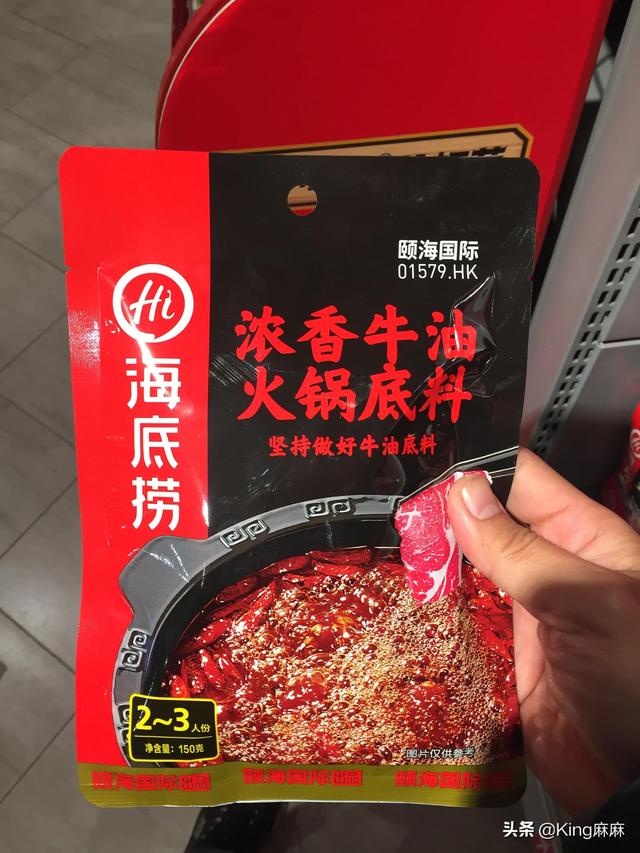 颐海国际
01579.HK
Hi
海底捞
浓香牛油
火锅底料
坚持做好牛油底料
2~3人份
净含量：150克
图片仅供参考
颐海国际出品 颐海国际出品 颐海国际出品
头条 @King麻麻